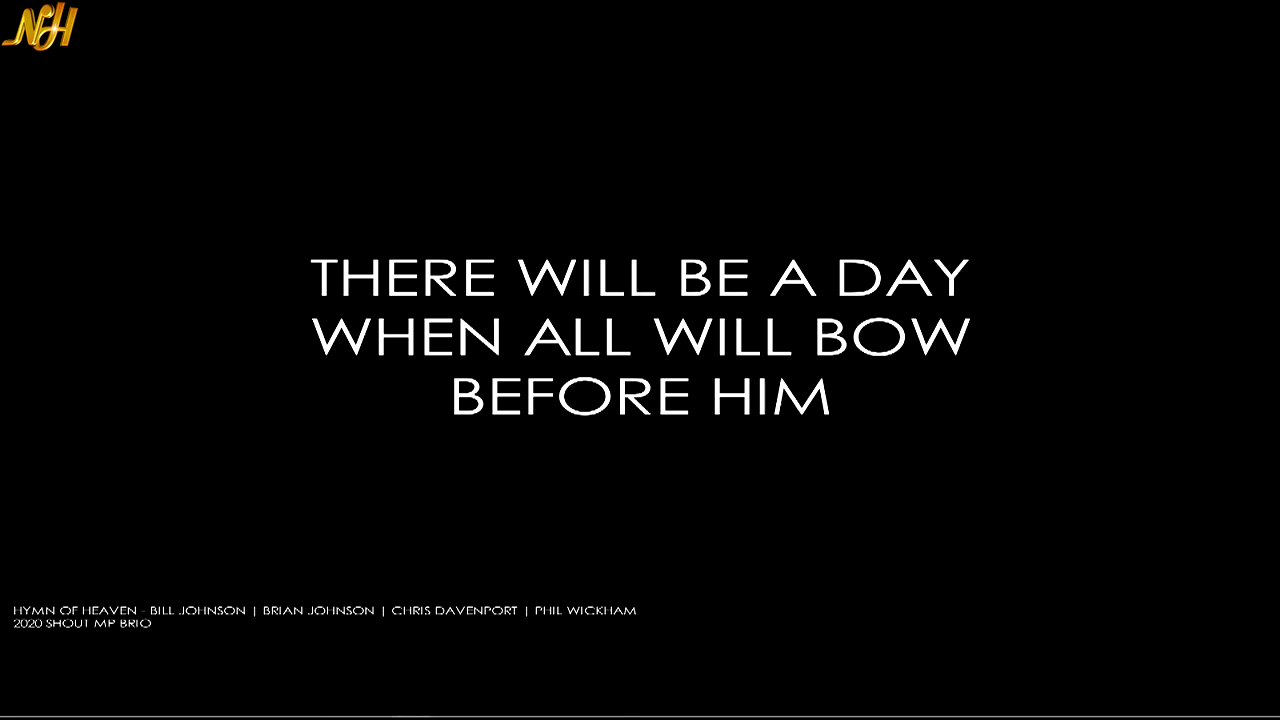 NH
THERE WILL BE A DAY
WHEN ALL WILL BOW
BEFORE HIM
HYMN OF HEAVEN - BILL JOHNSON | BRIAN JOHNSON | CHRIS DAVENPORT | PHIL WICKHAM
2020 SHOUT MP BRIO